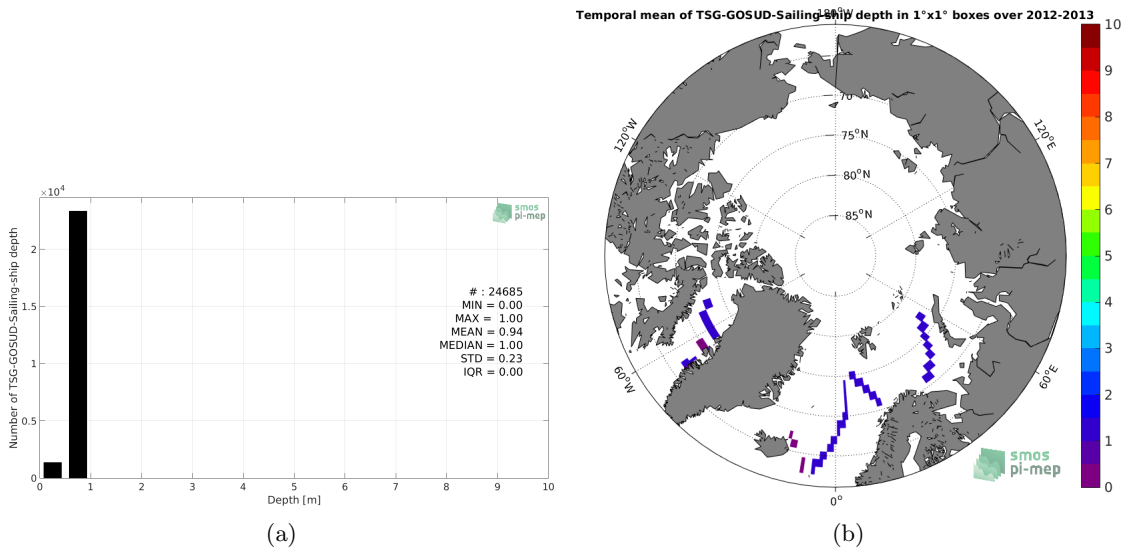 Temporal mean of TSG-GOSUD-Sailing-ship depth in 1°x1° boxes over 2012-2013
×10⁴
2
1.5
1
0.5
0
0 1 2 3 4 5 6 7 8 9 10
Number of TSG-GOSUD-Sailing-ship depth
Depth [m]
smos
pi-mep
# : 24685
MIN = 0.00
MAX = 1.00
MEAN = 0.94
MEDIAN = 1.00
STD = 0.23
IQR = 0.00
(a)
180°W
120°W
120°E
70
75°N
80°N
85°N
60°W
60°E
0°
smos
pi-mep
10
9
8
7
6
5
4
3
2
1
0
(b)